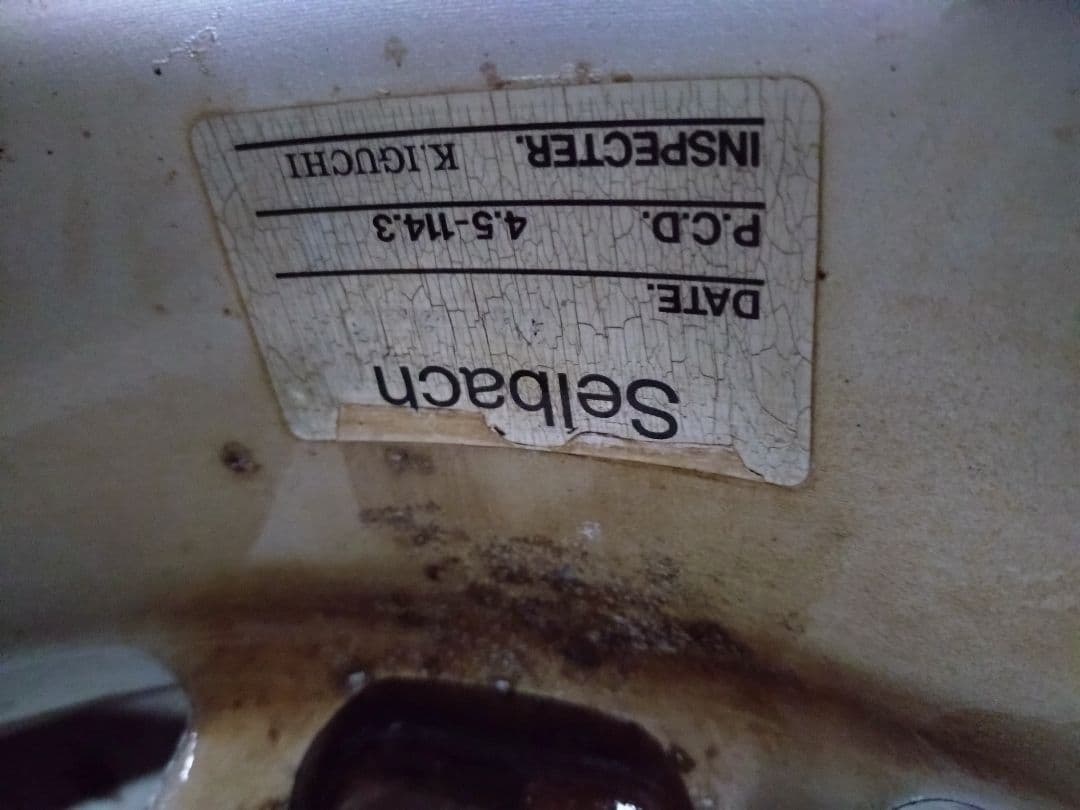 Selbach
DATE.
P.C.D. 4.5-114.3
INSPECTER. K.IGUCHI